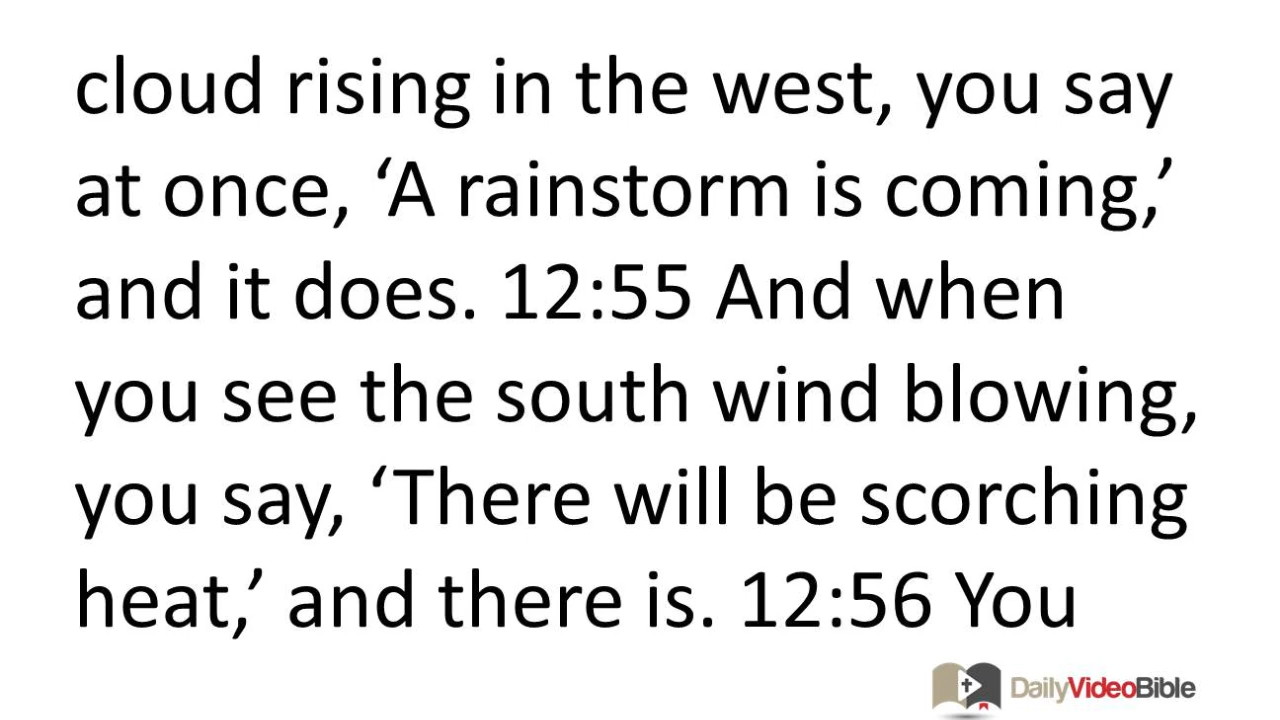 cloud rising in the west, you say
at once, ‘A rainstorm is coming,’
and it does. 12:55 And when
you see the south wind blowing,
you say, ‘There will be scorching
heat,’ and there is. 12:56 You
DailyVideoBible